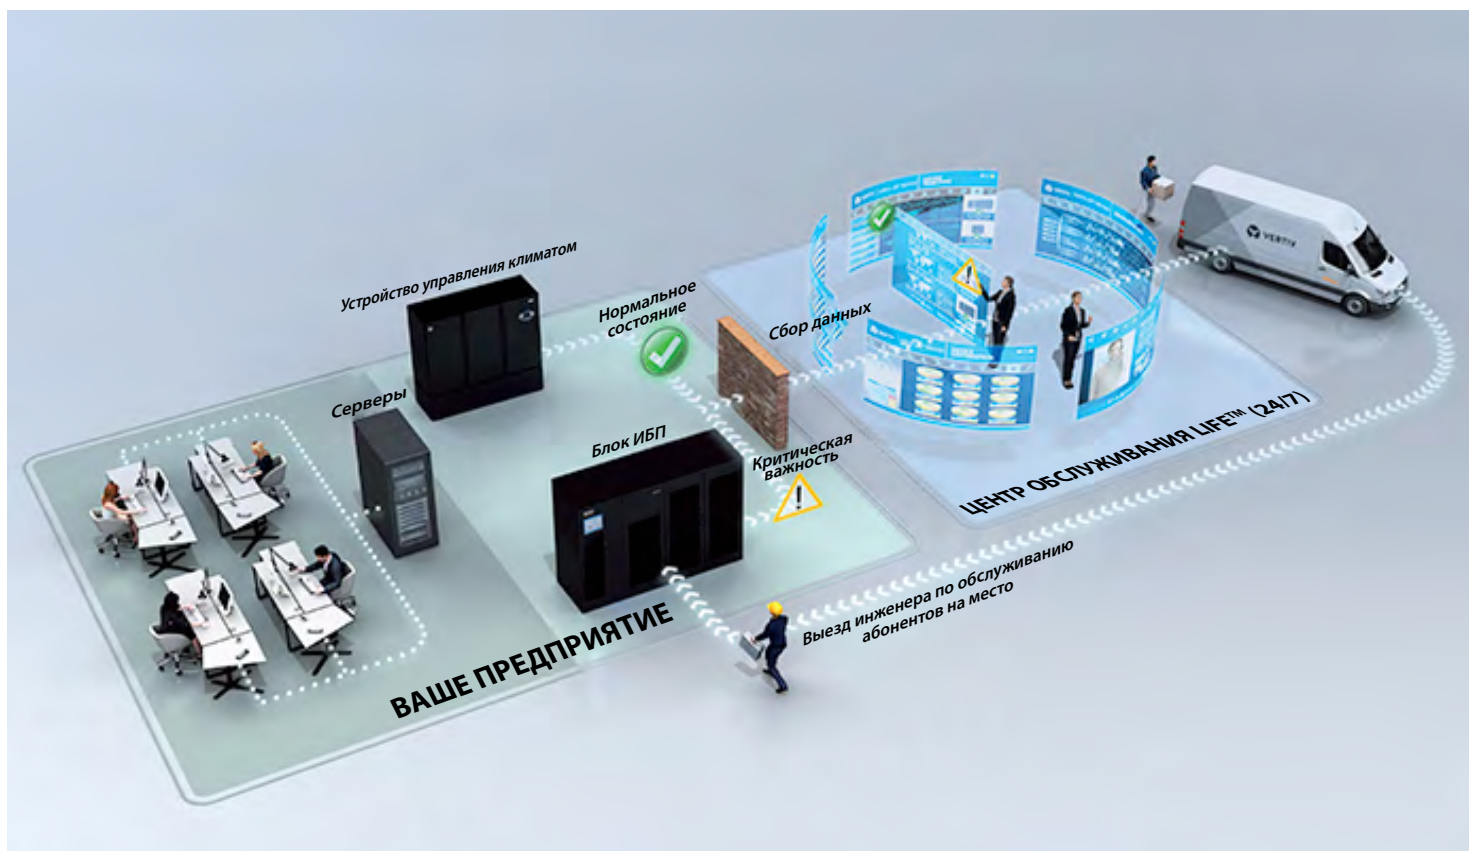 Устройство управления климатом
Нормальное
состояние
Сбор данных
Серверы
Блок ИБП
Критическая
важность
VERTIV
ЦЕНТР ОБСЛУЖИВАНИЯ LIFE™ (24/7)
ВАШЕ ПРЕДПРИЯТИЕ
Выезд инженера по обслуживанию
абонентов на место